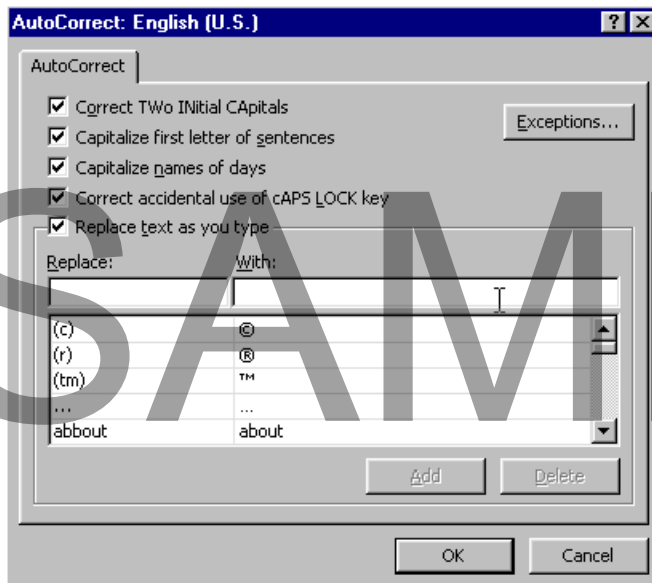 AutoCorrect: English (U.S.)
AutoCorrect
Correct TWo INitial CApitals
Exceptions...
Capitalize first letter of sentences
Capitalize names of days
Correct accidental use of cAPS LOCK key
Replace text as you type
Replace: With:
(c) ©
(r) ®
(tm) ™
... …
abbout about
Add Delete
OK Cancel
SAM